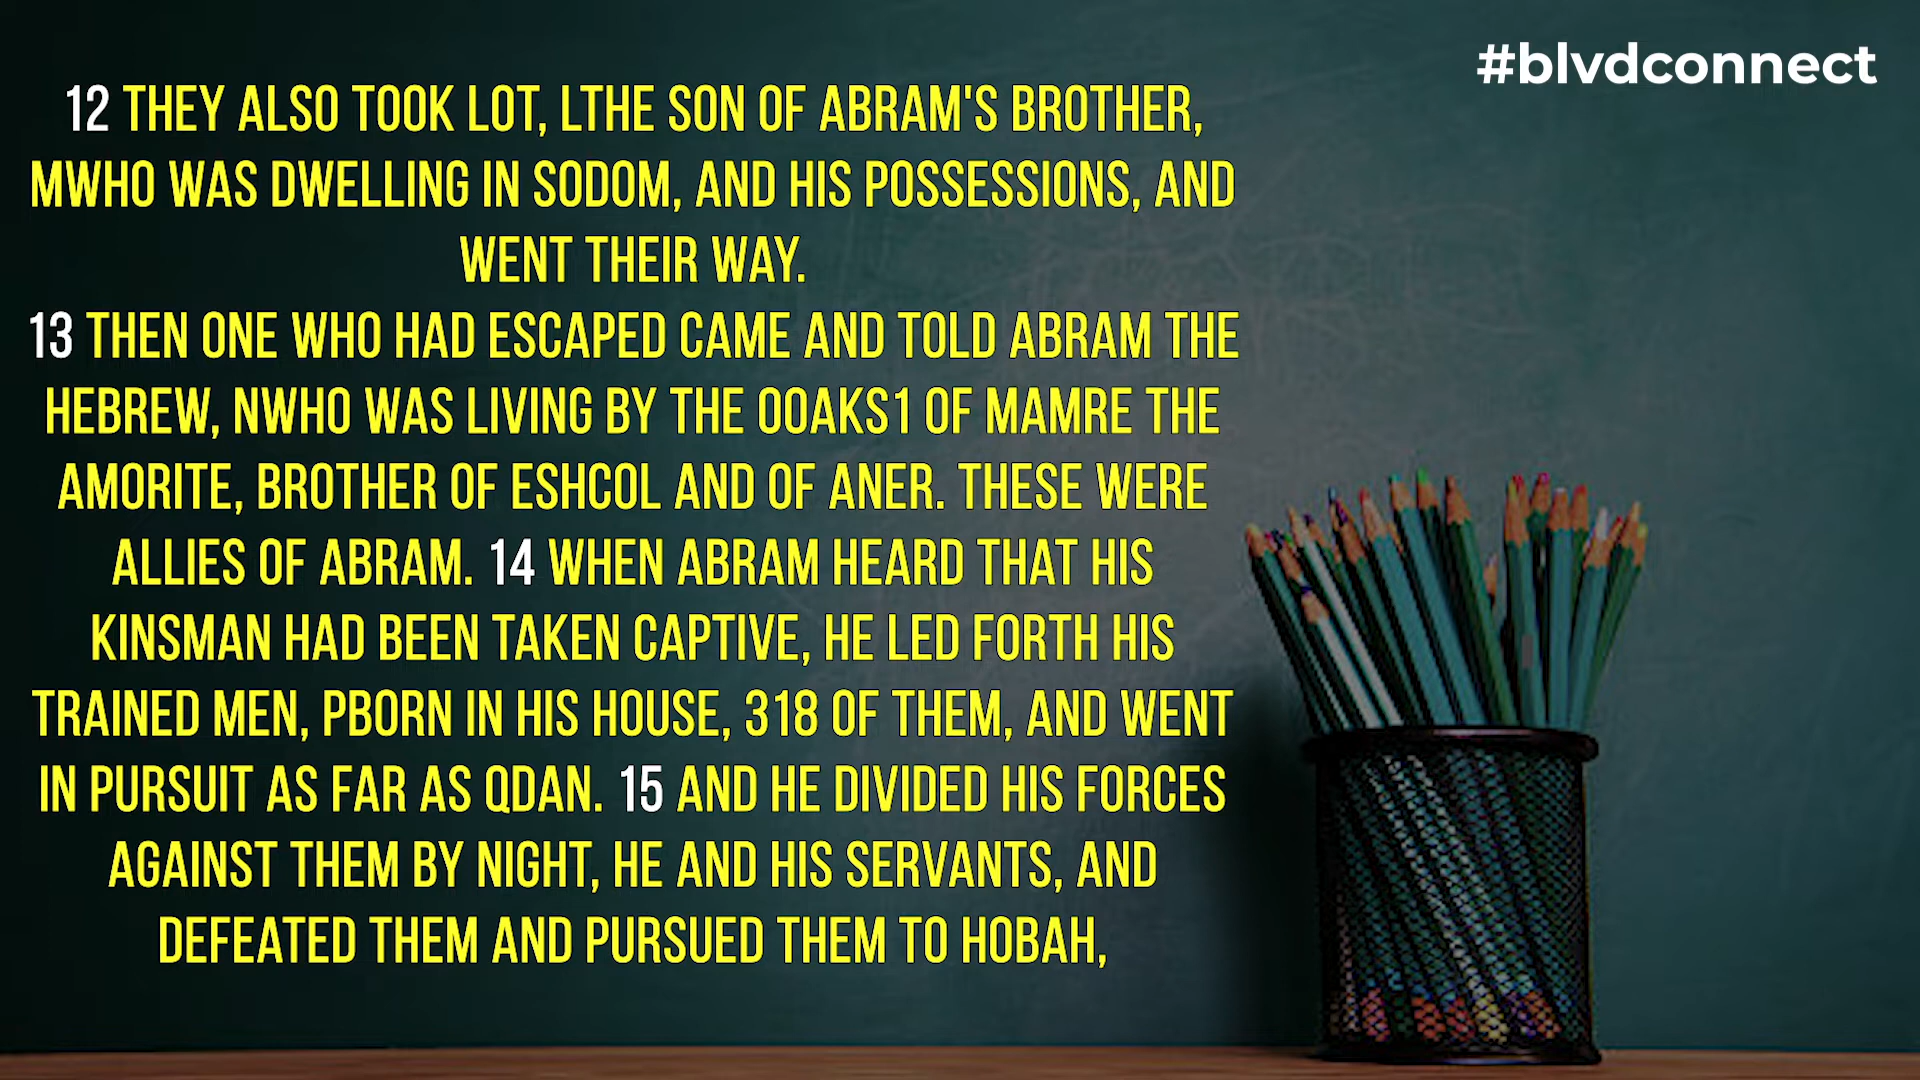 #blvdconnect
12 THEY ALSO TOOK LOT, LTHE SON OF ABRAM'S BROTHER,
MWHO WAS DWELLING IN SODOM, AND HIS POSSESSIONS, AND
WENT THEIR WAY.
13 THEN ONE WHO HAD ESCAPED CAME AND TOLD ABRAM THE
HEBREW, NWHO WAS LIVING BY THE OOAKS1 OF MAMRE THE
AMORITE, BROTHER OF ESHCOL AND OF ANER. THESE WERE
ALLIES OF ABRAM. 14 WHEN ABRAM HEARD THAT HIS
KINSMAN HAD BEEN TAKEN CAPTIVE, HE LED FORTH HIS
TRAINED MEN, PBORN IN HIS HOUSE, 318 OF THEM, AND WENT
IN PURSUIT AS FAR AS QDAN. 15 AND HE DIVIDED HIS FORCES
AGAINST THEM BY NIGHT, HE AND HIS SERVANTS, AND
DEFEATED THEM AND PURSUED THEM TO HOBAH,